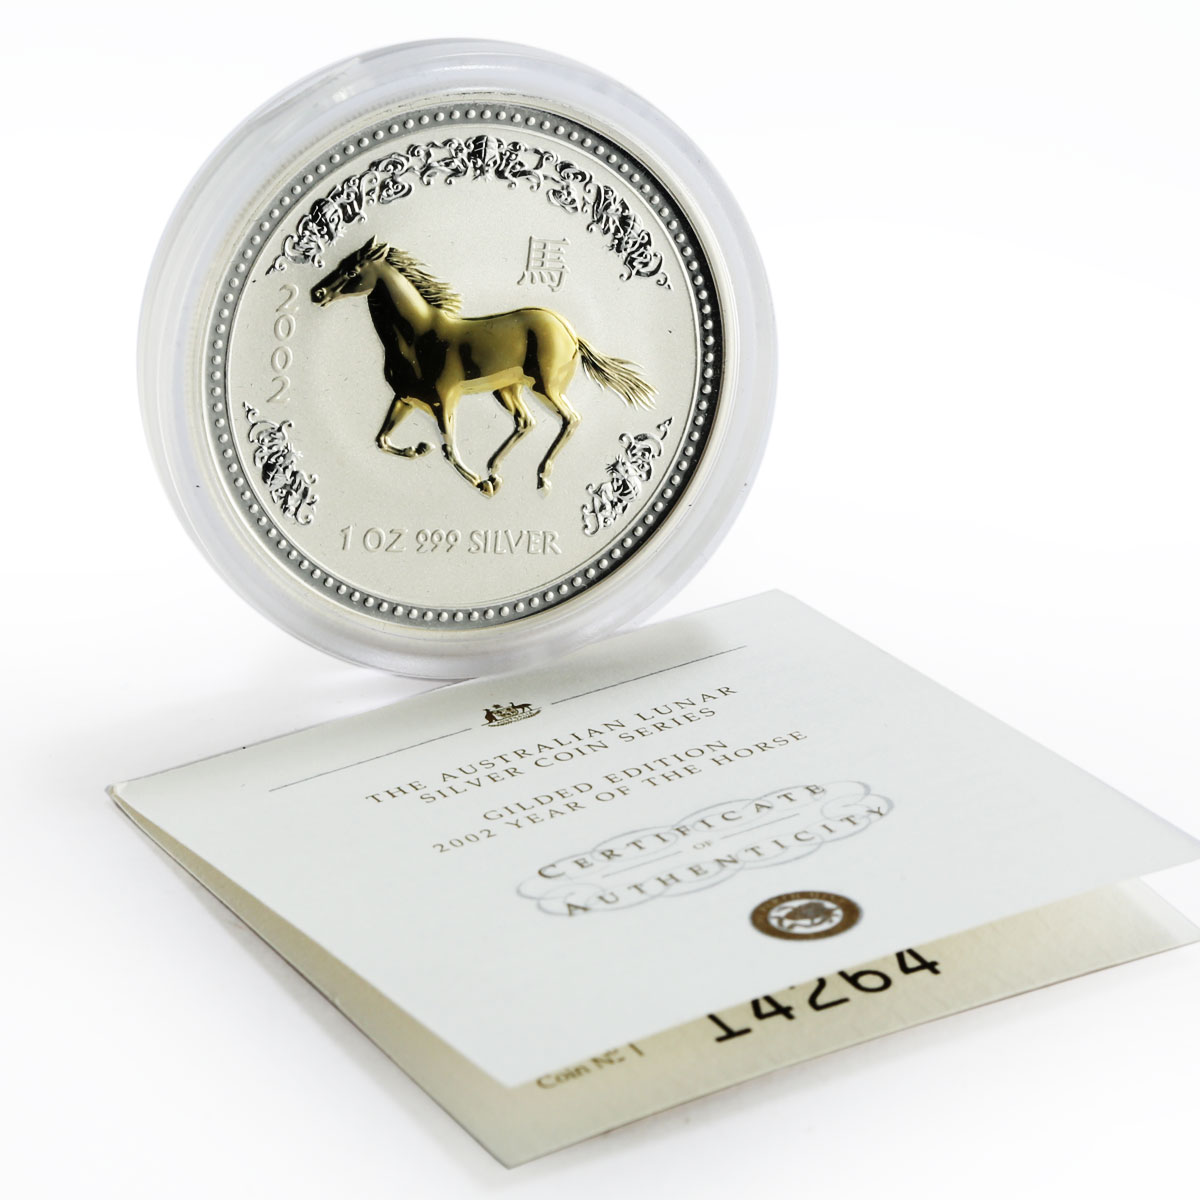 馬
2002
1 OZ 999 SILVER
THE AUSTRALIAN LUNAR
SILVER COIN SERIES
GILDED EDITION
2002 YEAR OF THE HORSE
CERTIFICATE
OF
AUTHENTICITY
14264
Coin №